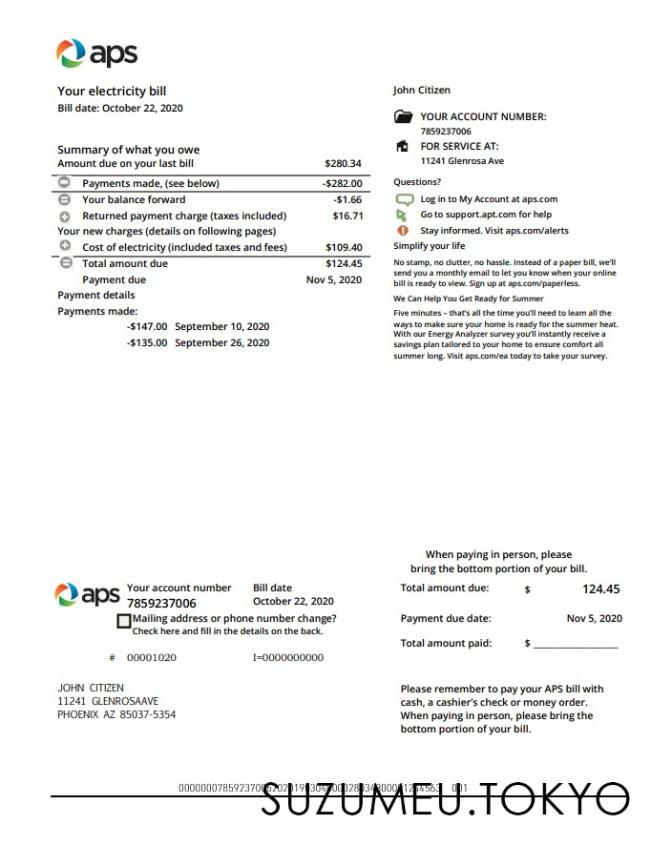 aps
Your electricity bill
Bill date: October 22, 2020
Summary of what you owe
Amount due on your last bill $280.34
Payments made, (see below) -$282.00
Your balance forward -$1.66
Returned payment charge (taxes included) $16.71
Your new charges (details on following pages)
Cost of electricity (included taxes and fees) $109.40
Total amount due $124.45
Payment due Nov 5, 2020
Payment details
Payments made:
-$147.00 September 10, 2020
-$135.00 September 26, 2020
John Citizen
YOUR ACCOUNT NUMBER:
7859237006
FOR SERVICE AT:
11241 Glenrosa Ave
Questions?
Log in to My Account at aps.com
Go to support.apt.com for help
Stay informed. Visit aps.com/alerts
Simplify your life
No stamp, no clutter, no hassle. Instead of a paper bill, we'll
send you a monthly email to let you know when your online
bill is ready to view. Sign up at aps.com/paperless.
We Can Help You Get Ready for Summer
Five minutes – that's all the time you'll need to learn all the
ways to make sure your home is ready for the summer heat.
With our Energy Analyzer survey you'll instantly receive a
savings plan tailored to your home to ensure comfort all
summer long. Visit aps.com/ea today to take your survey.
aps
Your account number Bill date
7859237006 October 22, 2020
Mailing address or phone number change?
Check here and fill in the details on the back.
# 00001020 I=0000000000
JOHN CITIZEN
11241 GLENROSAAVE
PHOENIX AZ 85037-5354
When paying in person, please
bring the bottom portion of your bill.
Total amount due: $ 124.45
Payment due date: Nov 5, 2020
Total amount paid: $
Please remember to pay your APS bill with
cash, a cashier's check or money order.
When paying in person, please bring the
bottom portion of your bill.
001
SUZUMEU.TOKYO